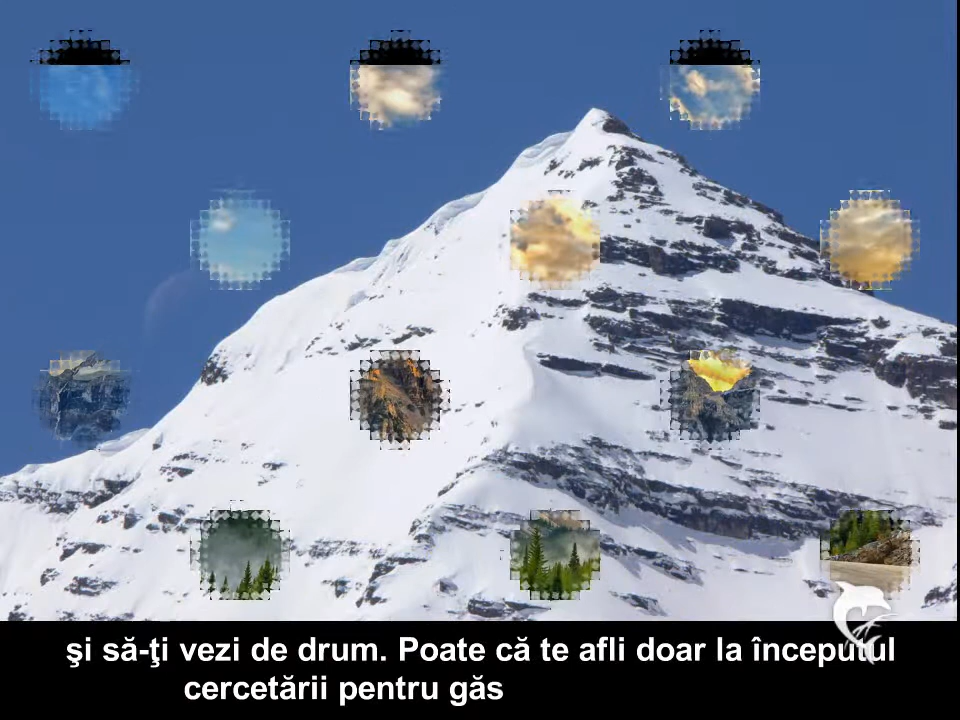 şi să-ţi vezi de drum. Poate că te afli doar la începutul
cercetării pentru găs